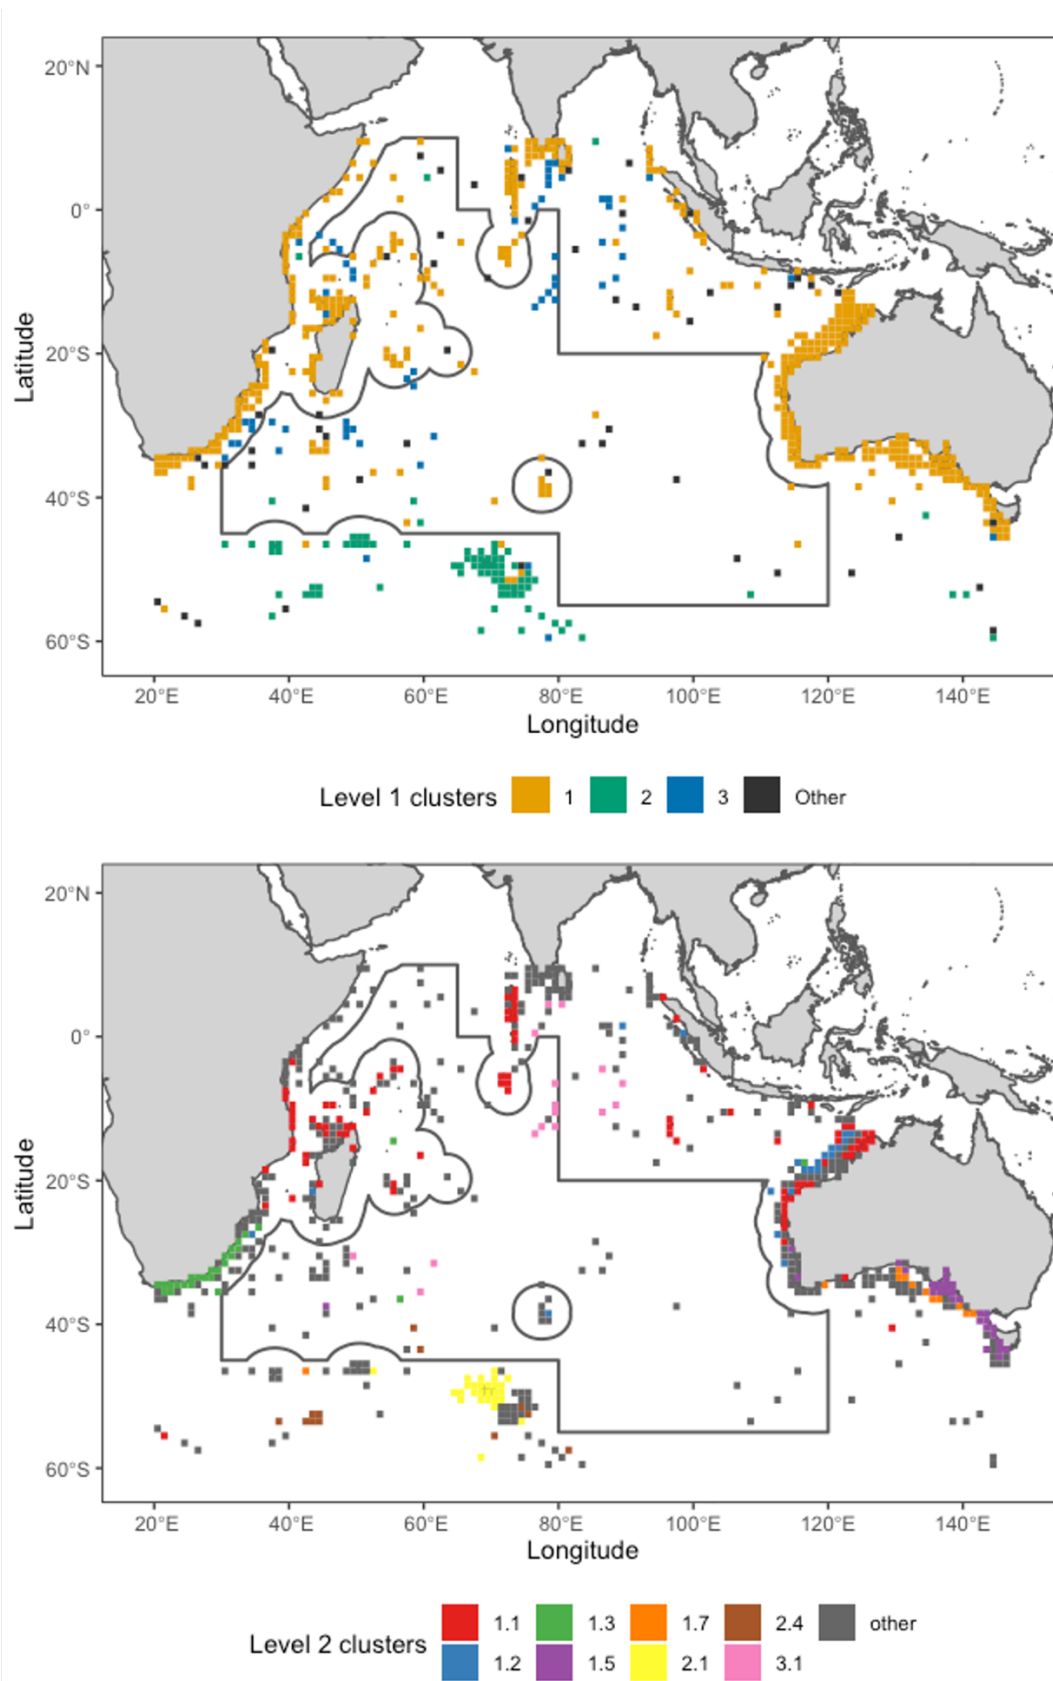 20°N
0°
20°S
40°S
60°S
Latitude
20°E 40°E 60°E 80°E 100°E 120°E 140°E
Longitude
Level 1 clusters 1 2 3 Other
20°N
0°
20°S
40°S
60°S
Latitude
20°E 40°E 60°E 80°E 100°E 120°E 140°E
Longitude
Level 2 clusters
1.1 1.3 1.7 2.4 other
1.2 1.5 2.1 3.1